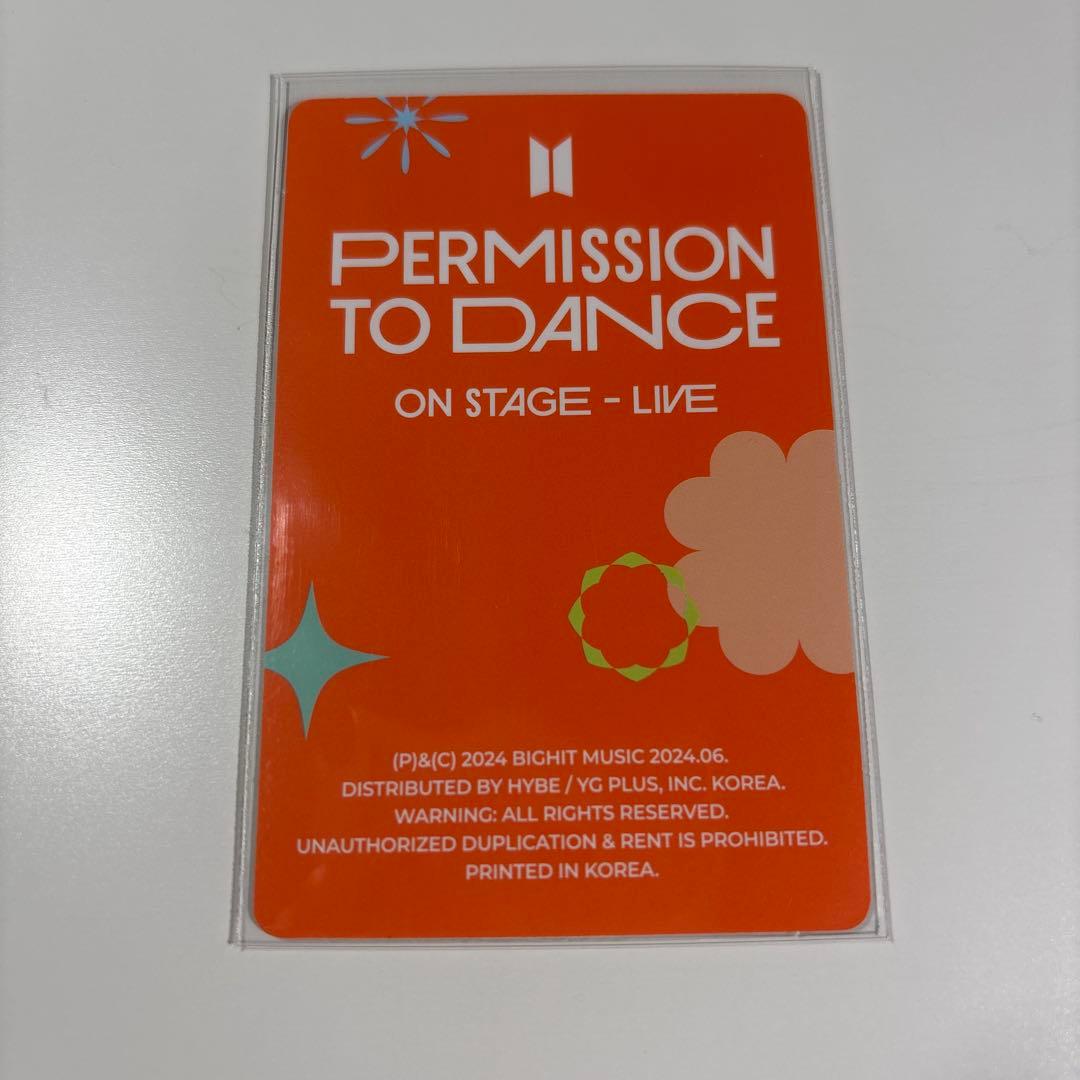 PERMISSION
TO DANCE
ON STAGE - LIVE
(P)&(C) 2024 BIGHIT MUSIC 2024.06.
DISTRIBUTED BY HYBE / YG PLUS, INC. KOREA.
WARNING: ALL RIGHTS RESERVED.
UNAUTHORIZED DUPLICATION & RENT IS PROHIBITED.
PRINTED IN KOREA.